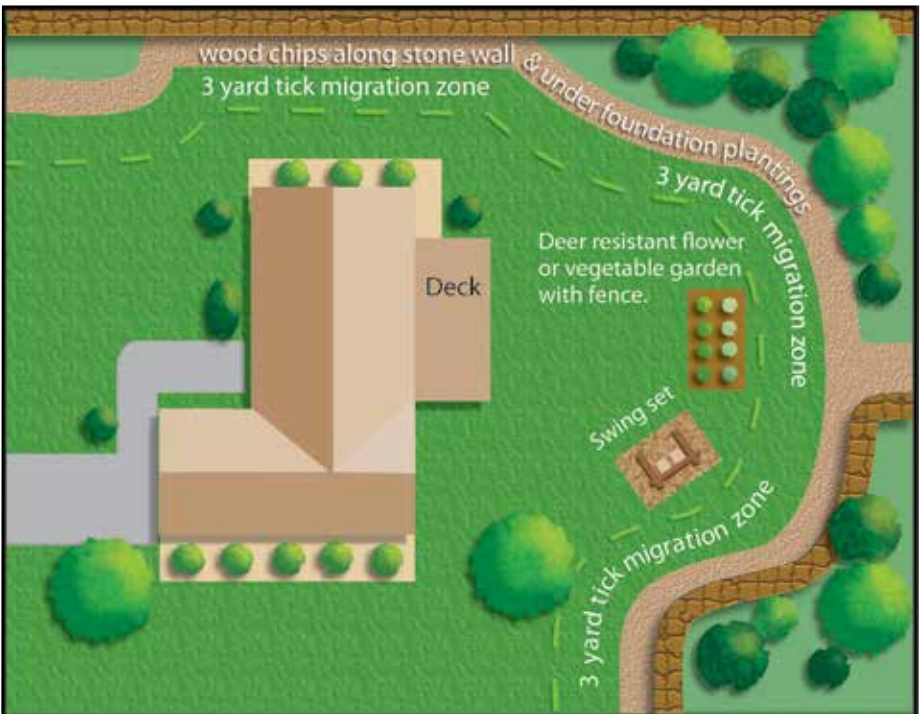 wood chips along stone wall & under foundation plantings
3 yard tick migration zone
3 yard tick migration zone
Deer resistant flower
or vegetable garden
with fence.
Deck
Swing set
3 yard tick migration zone